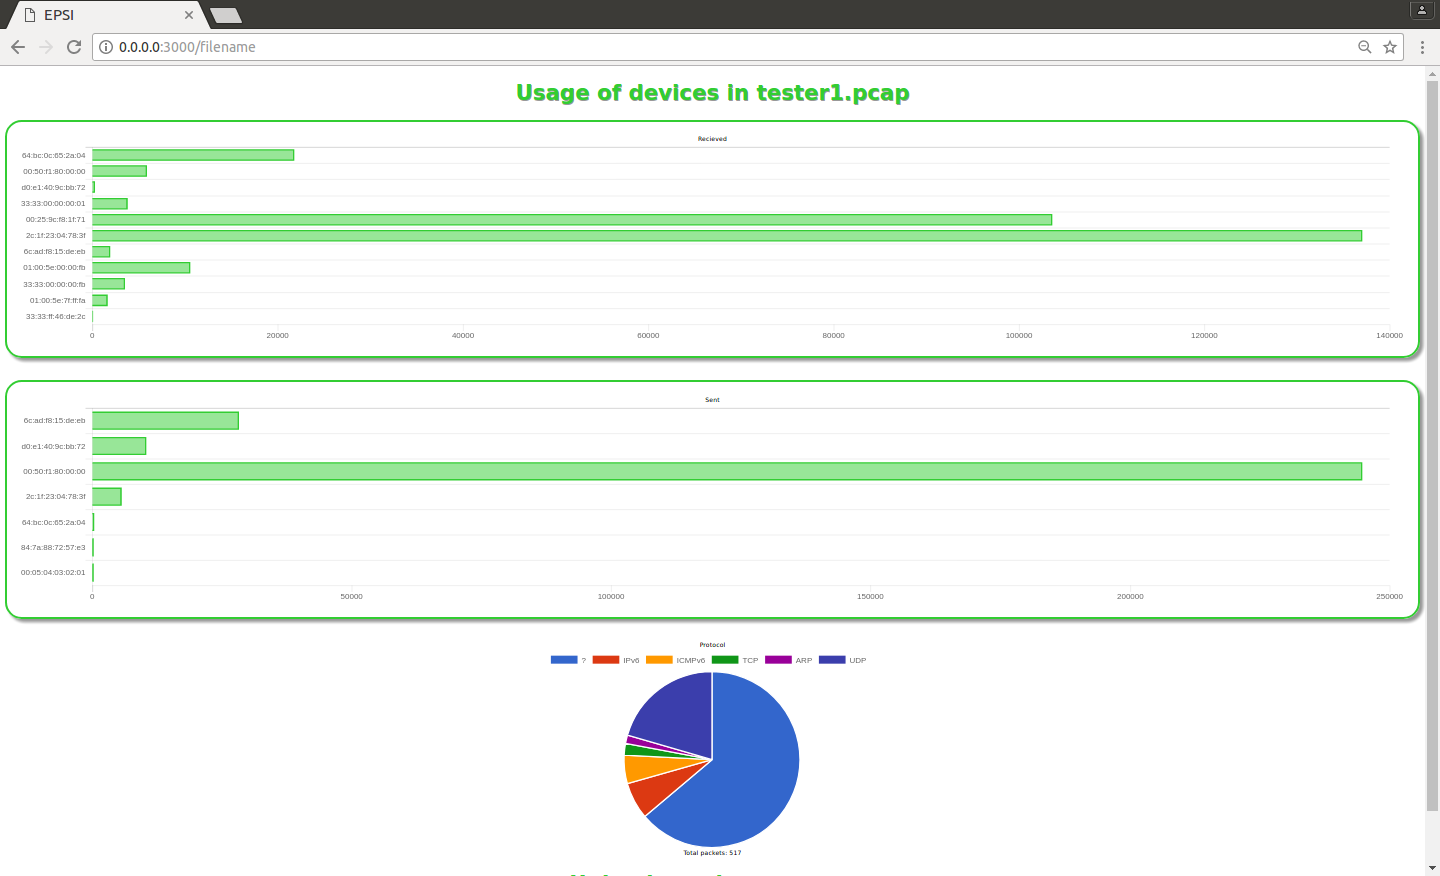 EPSI
0.0.0.0:3000/filename
Usage of devices in tester1.pcap
Recieved
64:bc:0c:65:2a:04
00:50:f1:80:00:00
d0:e1:40:9c:bb:72
33:33:00:00:00:01
00:25:9c:f8:1f:71
2c:1f:23:04:78:3f
6c:ad:f8:15:de:eb
01:00:5e:00:00:fb
33:33:00:00:00:fb
01:00:5e:7f:ff:fa
33:33:ff:46:de:2c
0 20000 40000 60000 80000 100000 120000 140000
Sent
6c:ad:f8:15:de:eb
d0:e1:40:9c:bb:72
00:50:f1:80:00:00
2c:1f:23:04:78:3f
64:bc:0c:65:2a:04
84:7a:88:72:57:e3
00:05:04:03:02:01
0 50000 100000 150000 200000 250000
Protocol
? IPv6 ICMPv6 TCP ARP UDP
Total packets: 517